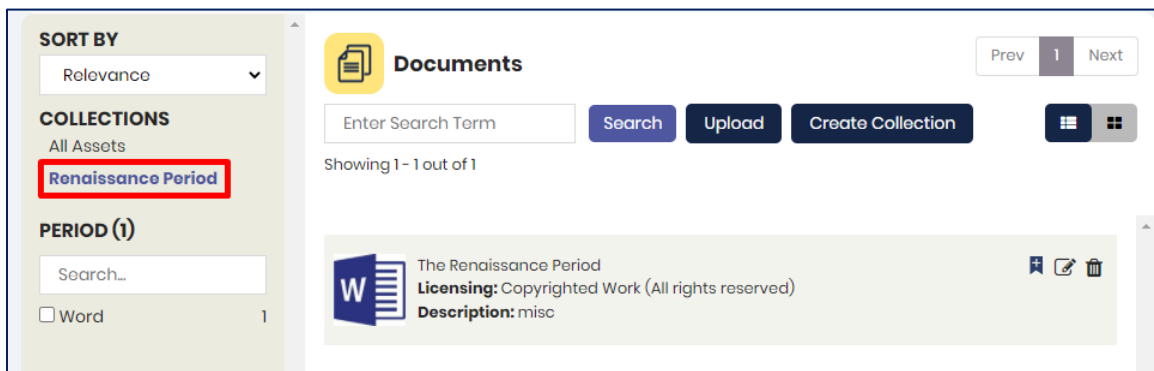 SORT BY
Relevance
COLLECTIONS
All Assets
Renaissance Period
PERIOD (1)
Search...
Word 1
Documents
Prev 1 Next
Enter Search Term Search Upload Create Collection
Showing 1 - 1 out of 1
W
The Renaissance Period
Licensing: Copyrighted Work (All rights reserved)
Description: misc